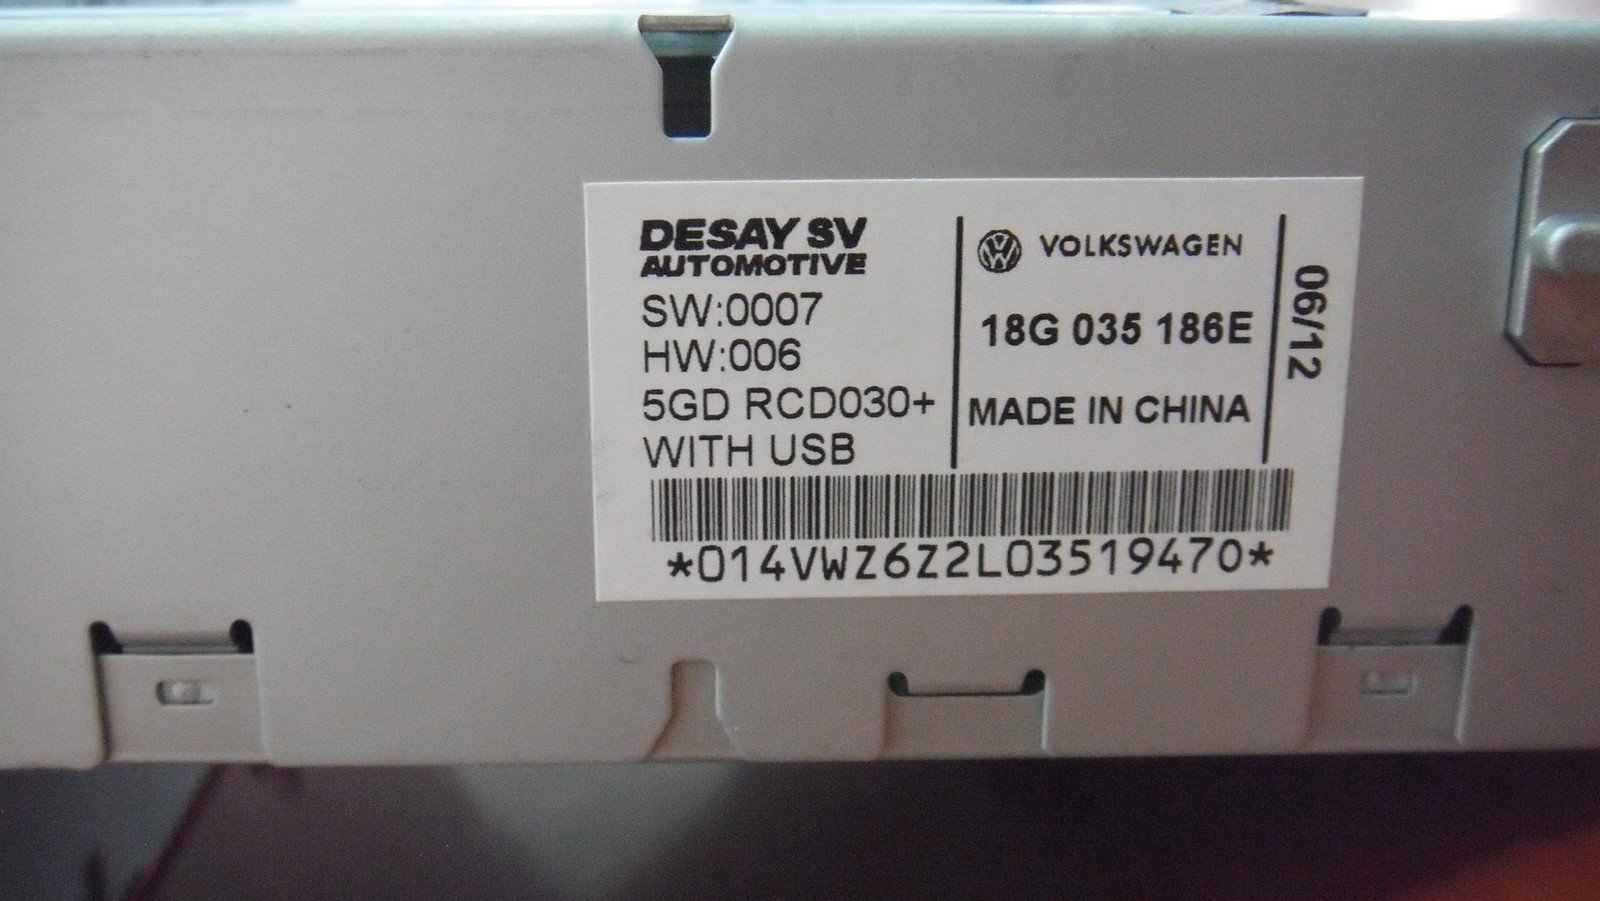 DESAY SV
AUTOMOTIVE
SW:0007
HW:006
5GD RCD030+
WITH USB
VOLKSWAGEN
18G 035 186E
MADE IN CHINA
06/12
*014VWZ6Z2L03519470*